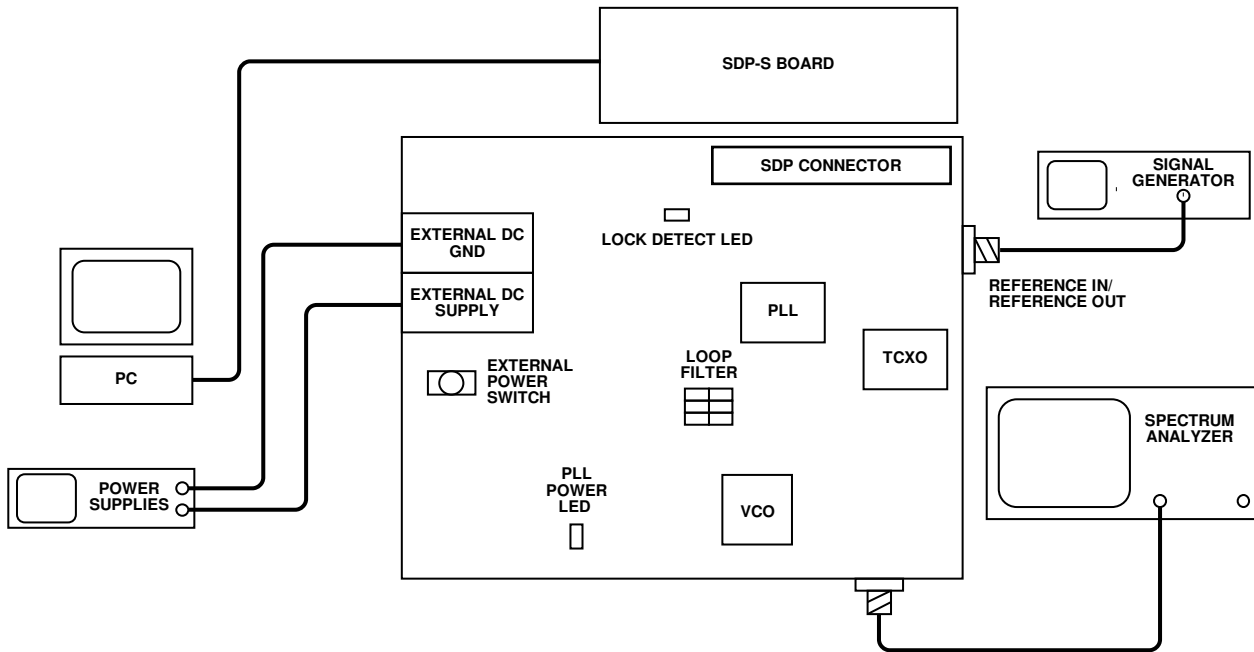 SDP-S BOARD
SDP CONNECTOR
SIGNAL
GENERATOR
EXTERNAL DC
GND
LOCK DETECT LED
EXTERNAL DC
SUPPLY
REFERENCE IN/
REFERENCE OUT
PLL
TCXO
PC
EXTERNAL
POWER
SWITCH
LOOP
FILTER
SPECTRUM
ANALYZER
POWER
SUPPLIES
PLL
POWER
LED
VCO